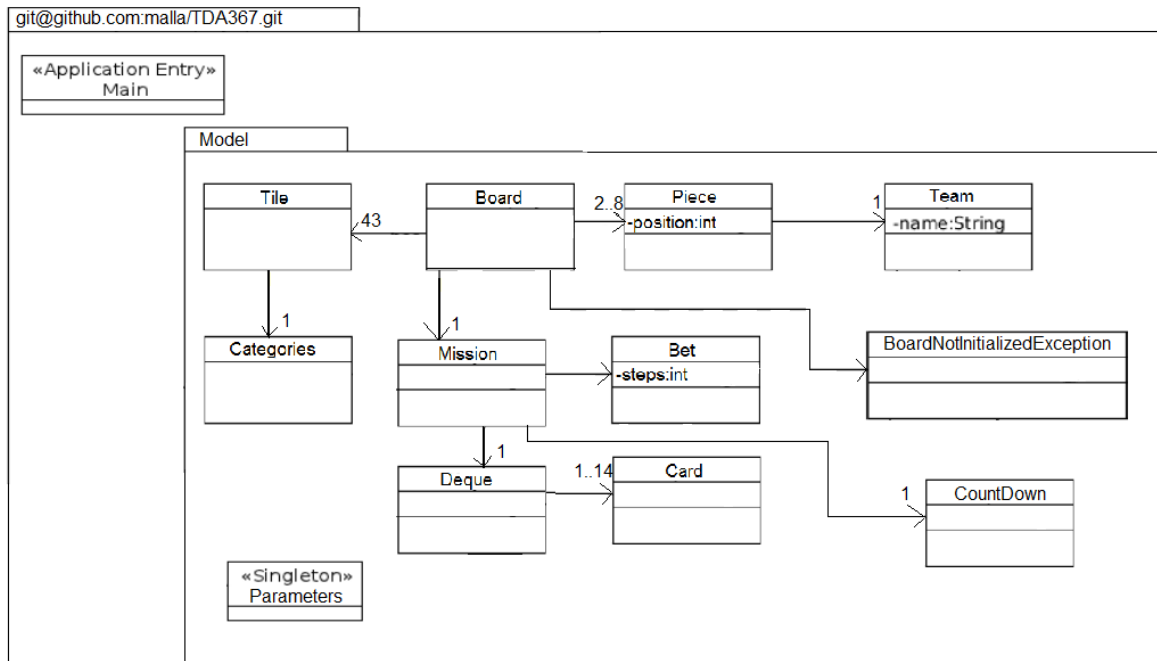 git@github.com:malla/TDA367.git
«Application Entry»
Main
Model
Tile
Board
Piece
-position:int
Team
-name:String
43
2..8
1
1
1
Categories
Mission
Bet
-steps:int
BoardNotInitializedException
1
Deque
1..14
Card
1
CountDown
«Singleton»
Parameters